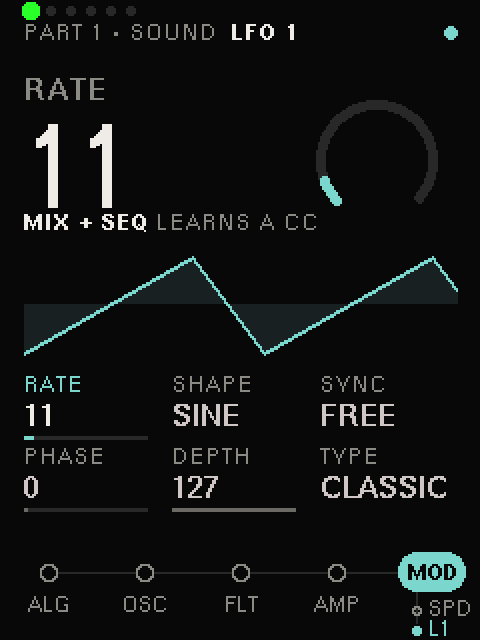 PART 1 · SOUND LFO 1
RATE
11
MIX + SEQ LEARNS A CC
RATE SHAPE SYNC
11 SINE FREE
PHASE DEPTH TYPE
0 127 CLASSIC
MOD
ALG OSC FLT AMP
SPD
L1